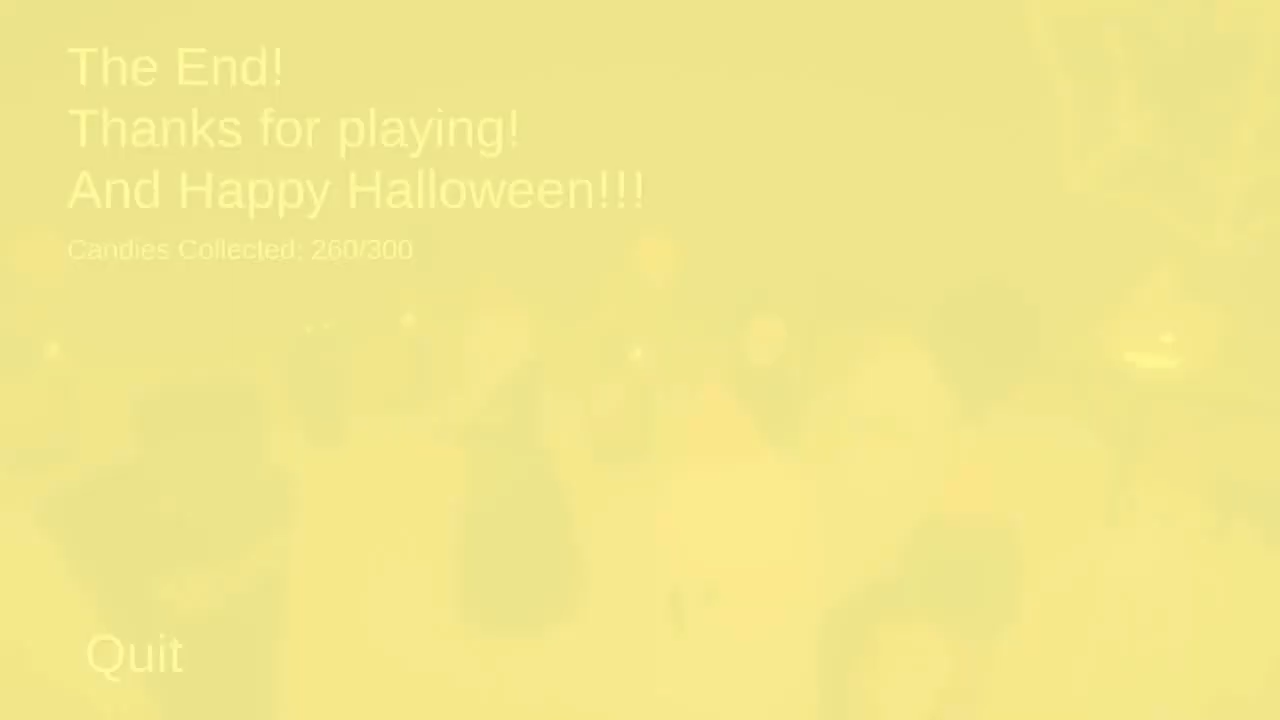 The End!
Thanks for playing!
And Happy Halloween!!!
Candies Collected: 260/300
Quit